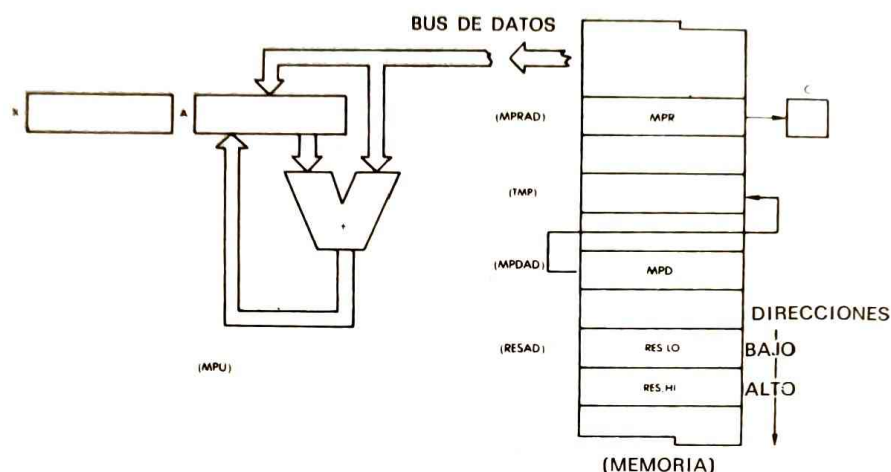 BUS DE DATOS
C
X
A
(MPRAD)
MPR
(TMP)
+
(MPDAD)
MPD
DIRECCIONES
(RESAD)
RES.LO
BAJO
(MPU)
RES.HI
ALTO
(MEMORIA)